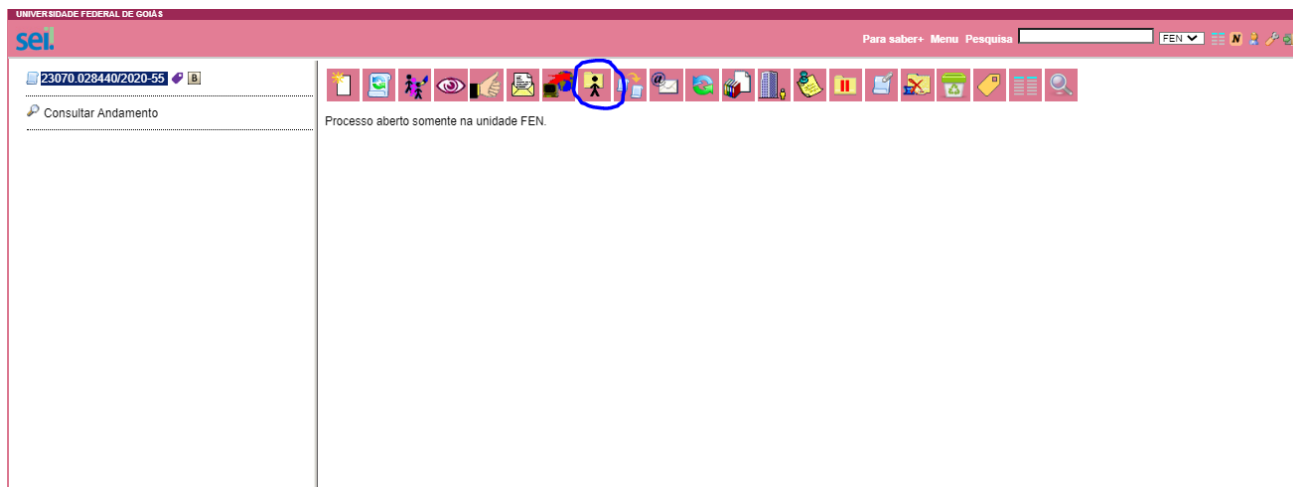 UNIVERSIDADE FEDERAL DE GOIÁS
sei.
Para saber+ Menu Pesquisa
FEN
N
23070.028440/2020-55
B
Consultar Andamento
@
Processo aberto somente na unidade FEN.